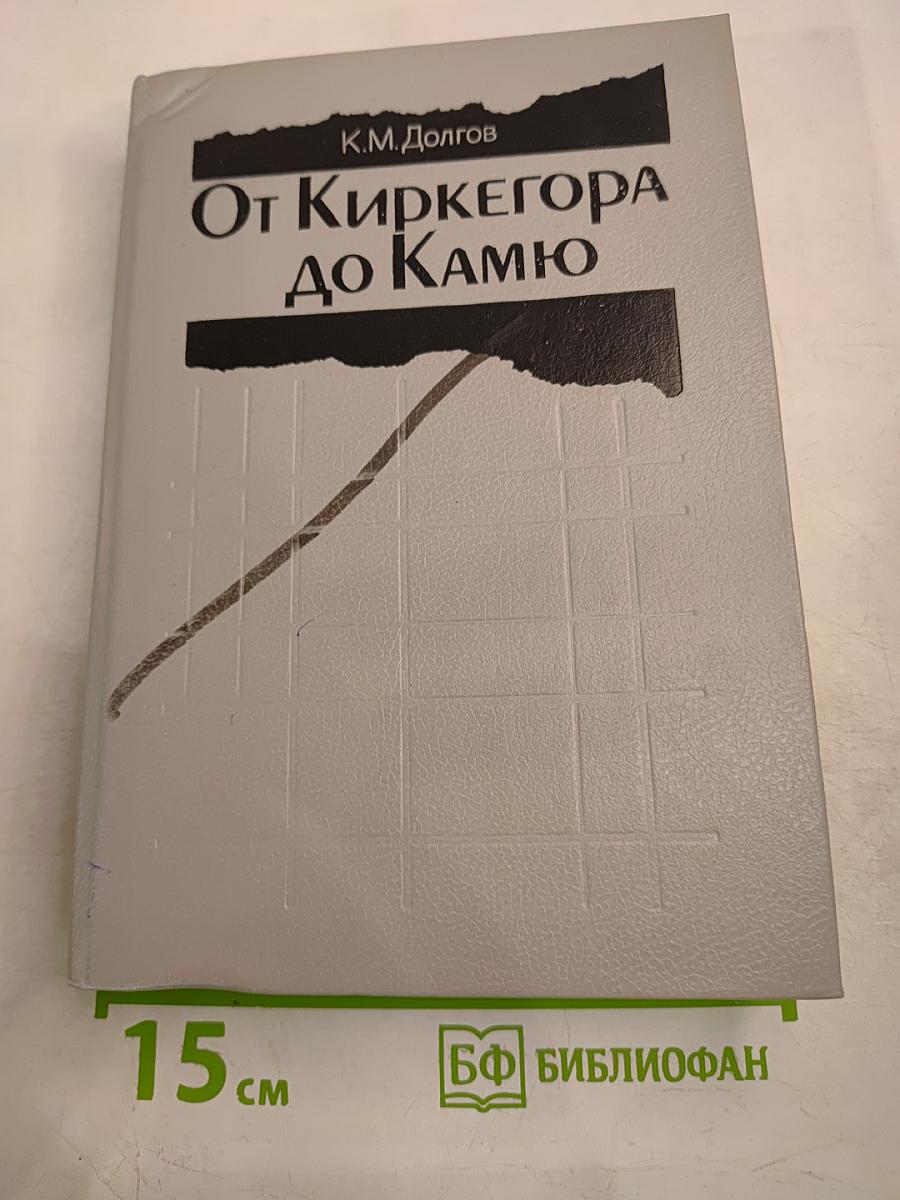 К.М.Долгов
От Киркегора
до Камю
15 см
БФ БИБЛИОФАН